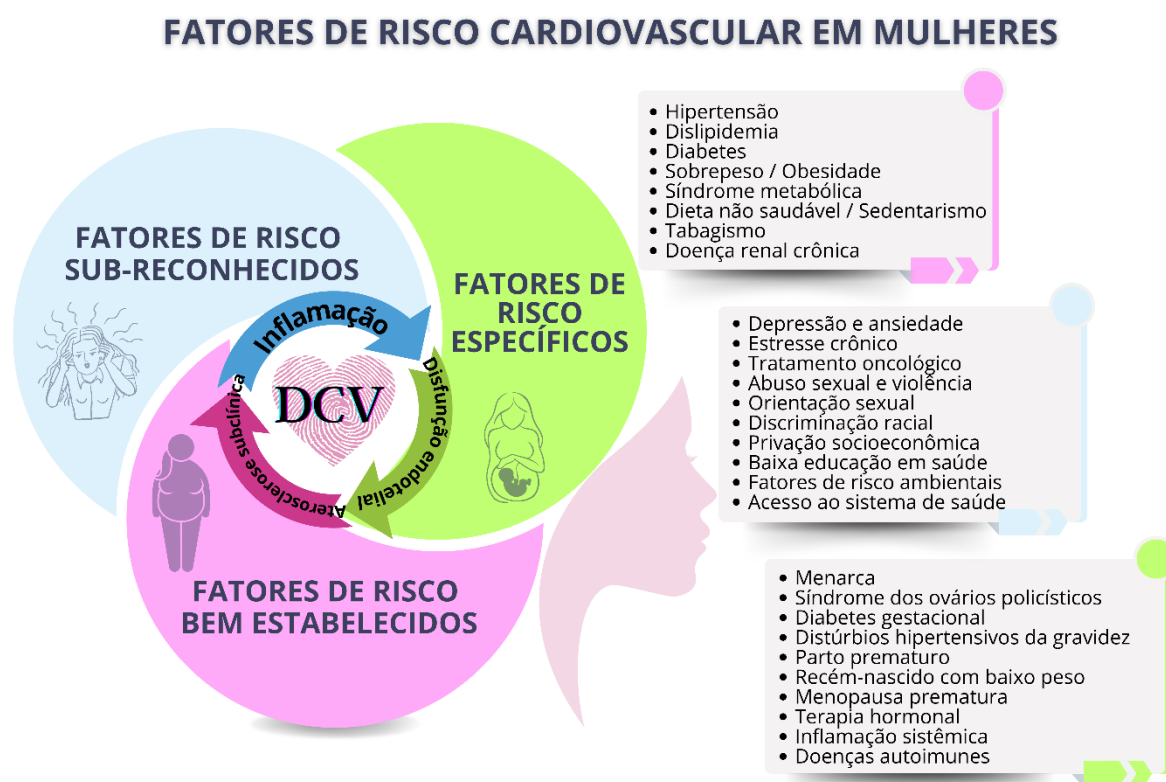 FATORES DE RISCO CARDIOVASCULAR EM MULHERES
FATORES DE RISCO
SUB-RECONHECIDOS
FATORES DE
RISCO
ESPECÍFICOS
FATORES DE RISCO
BEM ESTABELECIDOS
Inflamação
Disfunção endotelial
Aterosclerose subclínica
DCV
• Hipertensão
• Dislipidemia
• Diabetes
• Sobrepeso / Obesidade
• Síndrome metabólica
• Dieta não saudável / Sedentarismo
• Tabagismo
• Doença renal crônica
• Depressão e ansiedade
• Estresse crônico
• Tratamento oncológico
• Abuso sexual e violência
• Orientação sexual
• Discriminação racial
• Privação socioeconômica
• Baixa educação em saúde
• Fatores de risco ambientais
• Acesso ao sistema de saúde
• Menarca
• Síndrome dos ovários policísticos
• Diabetes gestacional
• Distúrbios hipertensivos da gravidez
• Parto prematuro
• Recém-nascido com baixo peso
• Menopausa prematura
• Terapia hormonal
• Inflamação sistêmica
• Doenças autoimunes